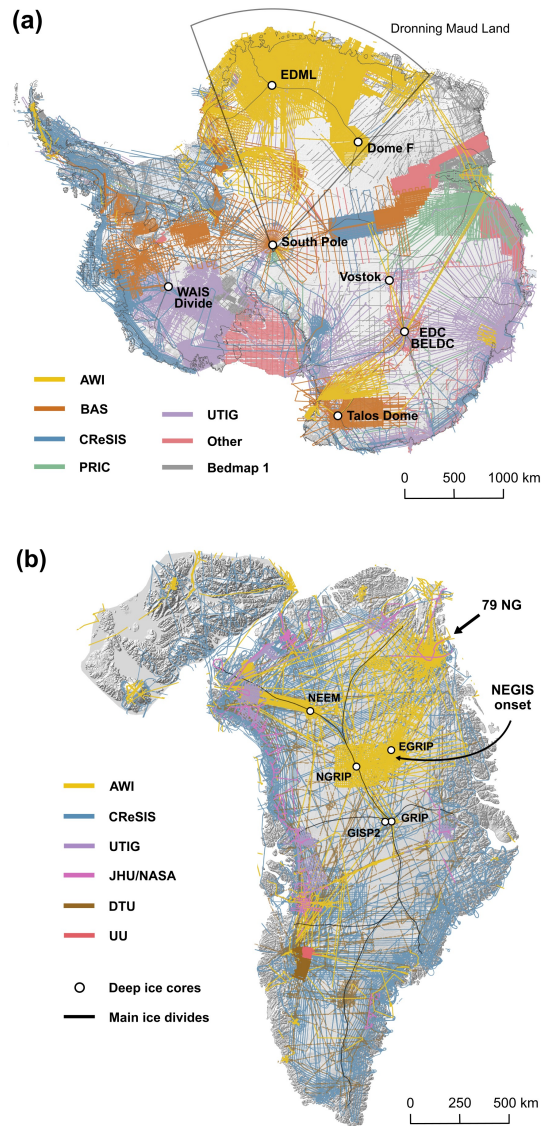 (a)
Dronning Maud Land
EDML
Dome F
South Pole
Vostok
WAIS
Divide
EDC
BELDC
Talos Dome
AWI
BAS
CReSIS
PRIC
UTIG
Other
Bedmap 1
0 500 1000 km
(b)
79 NG
NEGIS
onset
NEEM
EGRIP
NGRIP
GRIP
GISP2
AWI
CReSIS
UTIG
JHU/NASA
DTU
UU
Deep ice cores
Main ice divides
0 250 500 km